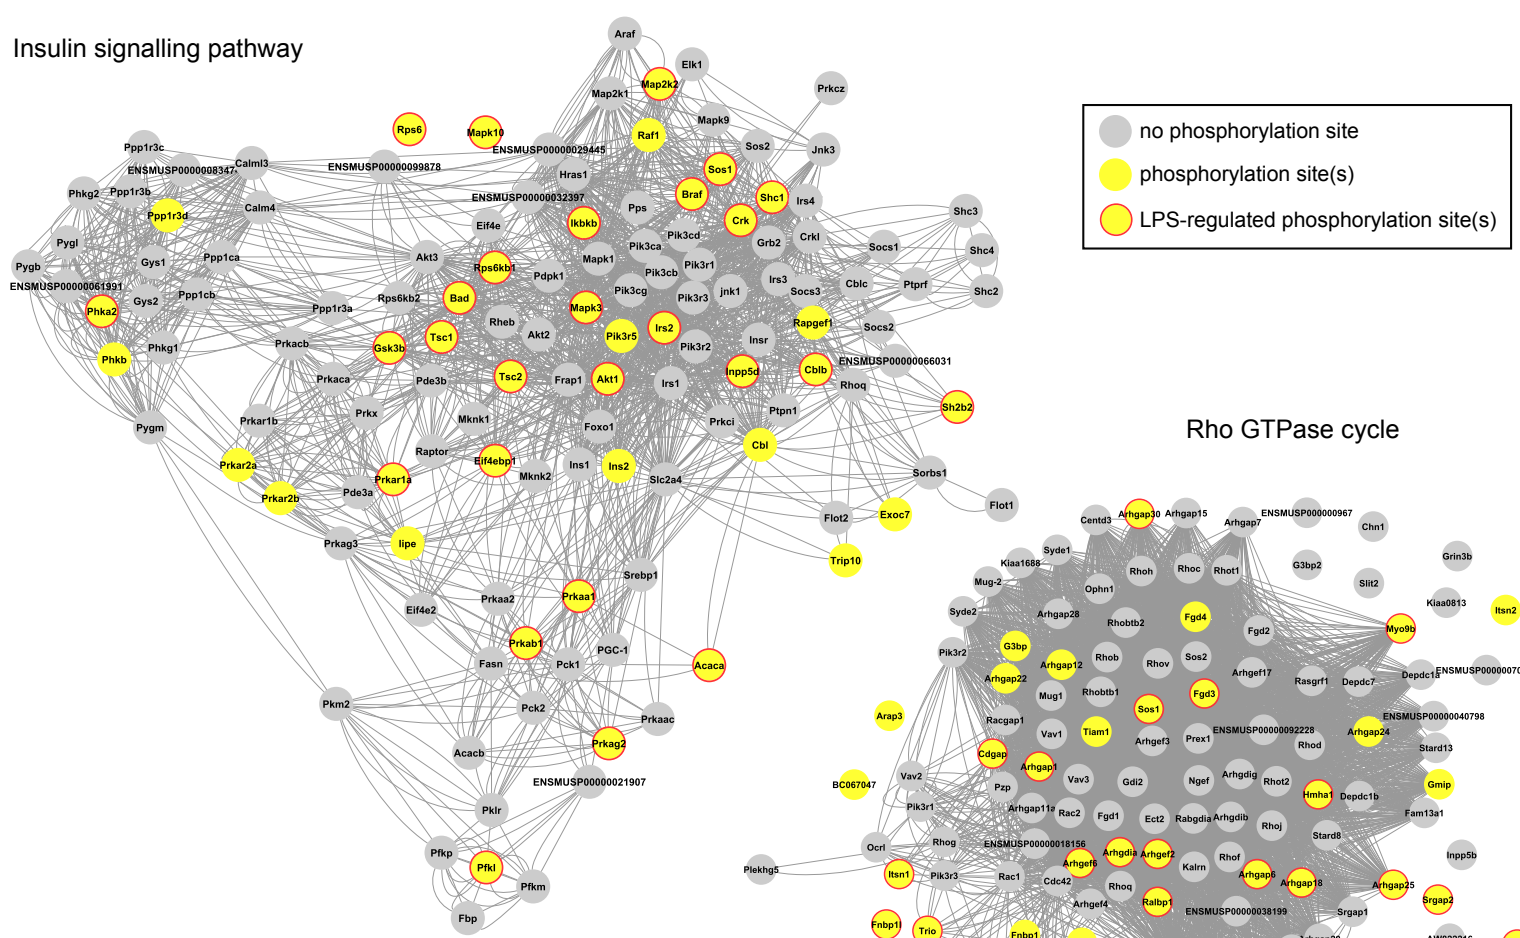 Insulin signalling pathway
Araf
Elk1
Map2k2
Map2k1
Prkcz
Mapk9
Rps6
Mapk10
Raf1
Sos2
Jnk3
no phosphorylation site
phosphorylation site(s)
LPS-regulated phosphorylation site(s)
Ppp1r3c
ENSMUSP00000029445
ENSMUSP0000008347
Calml3
ENSMUSP00000099878
Hras1
Sos1
Phkg2
Ppp1r3b
ENSMUSP00000032397
Braf
Shc1
Irs4
Ppp1r3d
Calm4
Pps
Shc3
Ikbkb
Crk
Eif4e
Pik3cd
Grb2
Crkl
Pygl
Pik3ca
Socs1
Shc4
Ppp1ca
Akt3
Mapk1
Gys1
Pik3r1
Pygb
Rps6kb1
Pdpk1
Pik3cb
Irs3
Cblc
Ptprf
ENSMUSP00000061991
Ppp1cb
Pik3cg
jnk1
Socs3
Shc2
Gys2
Rps6kb2
Bad
Pik3r3
Phka2
Ppp1r3a
Mapk3
Rheb
Rapgef1
Socs2
Akt2
Irs2
Tsc1
Pik3r5
Insr
Prkacb
Gsk3b
Phkg1
Pik3r2
Phkb
ENSMUSP00000066031
Tsc2
Inpp5d
Cblb
Prkaca
Pde3b
Frap1
Akt1
Irs1
Rhoq
Sh2b2
Prkx
Ptpn1
Prkar1b
Mknk1
Prkci
Pygm
Foxo1
Rho GTPase cycle
Cbl
Raptor
Prkar2a
Eif4ebp1
Ins1
Ins2
Sorbs1
Prkar1a
Mknk2
Slc2a4
Pde3a
Prkar2b
Flot1
Exoc7
Flot2
Centd3
Arhgap30
Arhgap15
ENSMUSP000000967
Arhgap7
Chn1
Prkag3
lipe
Syde1
Grin3b
Trip10
Kiaa1688
G3bp2
Rhoh
Rhoc
Rhot1
Srebp1
Mug-2
Slit2
Ophn1
Prkaa2
Prkaa1
Kiaa0813
Eif4e2
Syde2
Arhgap28
Rhobtb2
Fgd4
Itsn2
Fgd2
Myo9b
Prkab1
G3bp
PGC-1
Pik3r2
Rhob
Rhov
Sos2
Fasn
Pck1
Acaca
Arhgap12
Arhgef17
ENSMUSP00000070
Depdc1a
Arhgap22
Rasgrf1
Depdc7
Mug1
Rhobtb1
Fgd3
Pkm2
Pck2
Sos1
Arap3
Prkaac
Racgap1
ENSMUSP00000040798
ENSMUSP00000092228
Vav1
Tiam1
Arhgap24
Arhgef3
Prex1
Rhod
Prkag2
Stard13
Acacb
Cdgap
Arhgap1
Vav2
Vav3
Gdi2
Ngef
Arhgdig
Rhot2
ENSMUSP00000021907
BC067047
Pzp
Gmip
Hmha1
Depdc1b
Pik3r1
Arhgap11a
Pklr
Rac2
Fgd1
Ect2
Rabgdia
Arhgdib
Fam13a1
Rhoj
Stard8
Rhog
ENSMUSP00000018156
Ocrl
Pfkp
Arhgdia
Arhgef2
Rhof
Inpp5b
Arhgef6
Pfkl
Plekhg5
Kalrn
Itsn1
Pik3r3
Rac1
Cdc42
Arhgap6
Arhgap18
Arhgap25
Pfkm
Rhoq
Arhgef4
Ralbp1
Srgap2
ENSMUSP00000038199
Srgap1
Fbp
Fnbp1l
Trio
Fnbp1